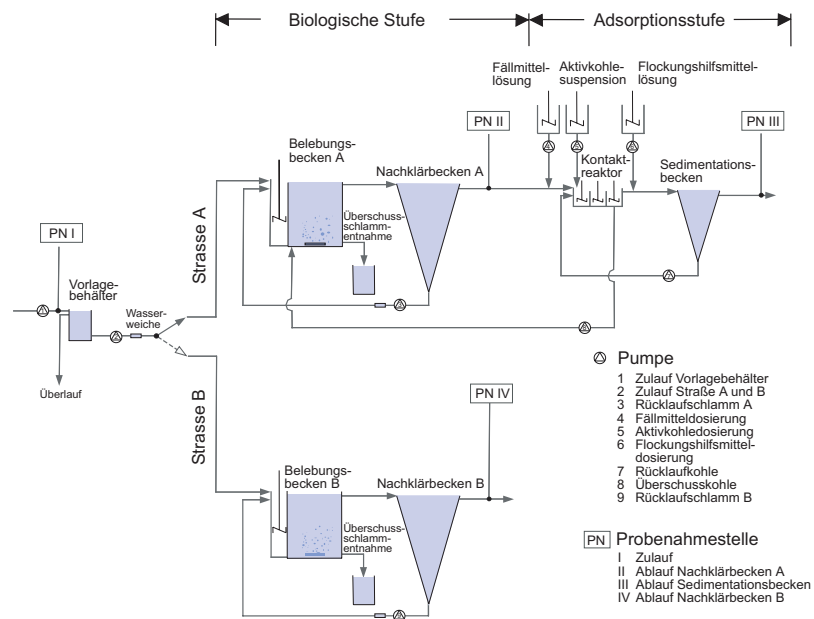 Biologische Stufe
Adsorptionsstufe
Fällmittel-
lösung
Aktivkohle-
suspension
Flockungshilfsmittel-
lösung
PN II
PN III
Belebungs-
becken A
Nachklärbecken A
Kontakt-
reaktor
Sedimentations-
becken
Überschuss-
schlamm-
entnahme
Strasse A
PN I
Vorlage-
behälter
Wasser-
weiche
Überlauf
Strasse B
PN IV
Belebungs-
becken B
Nachklärbecken B
Überschuss-
schlamm-
entnahme
Pumpe
1 Zulauf Vorlagebehälter
2 Zulauf Straße A und B
3 Rücklaufschlamm A
4 Fällmitteldosierung
5 Aktivkohledosierung
6 Flockungshilfsmittel-
dosierung
7 Rücklaufkohle
8 Überschusskohle
9 Rücklaufschlamm B
PN Probenahmestelle
I Zulauf
II Ablauf Nachklärbecken A
III Ablauf Sedimentationsbecken
IV Ablauf Nachklärbecken B